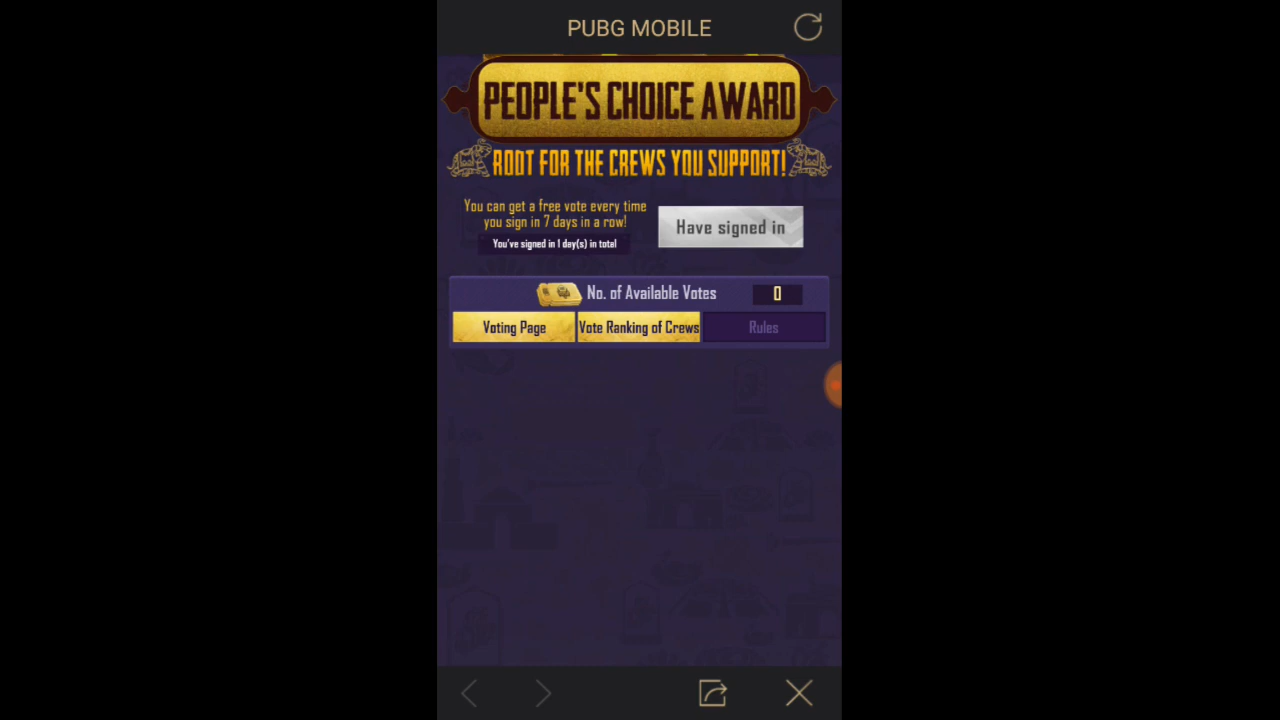 PUBG MOBILE
PEOPLE'S CHOICE AWARD
ROOT FOR THE CREWS YOU SUPPORT!
You can get a free vote every time
you sign in 7 days in a row!
You've signed in 1 day(s) in total
Have signed in
No. of Available Votes 0
Voting Page Vote Ranking of Crews Rules